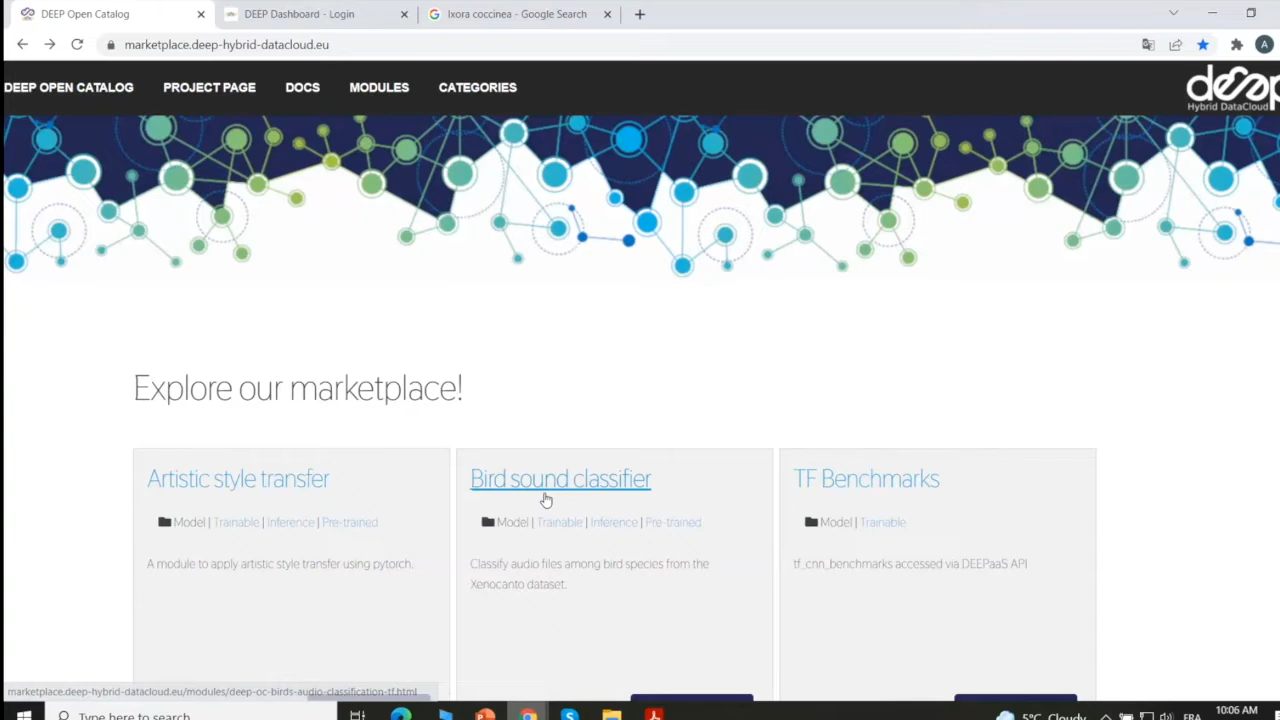 DEEP Open Catalog
DEEP Dashboard - Login
Ixora coccinea - Google Search
marketplace.deep-hybrid-datacloud.eu
A
DEEP OPEN CATALOG
PROJECT PAGE
DOCS
MODULES
CATEGORIES
deep
Hybrid DataCloud
Explore our marketplace!
Artistic style transfer
Model | Trainable | Inference | Pre-trained
A module to apply artistic style transfer using pytorch.
Bird sound classifier
Model | Trainable | Inference | Pre-trained
Classify audio files among bird species from the
Xenocanto dataset.
TF Benchmarks
Model | Trainable
tf_cnn_benchmarks accessed via DEEPaaS API
marketplace.deep-hybrid-datacloud.eu/modules/deep-oc-birds-audio-classification-tf.html
Type here to search
5°C Cloudy
FRA
10:06 AM